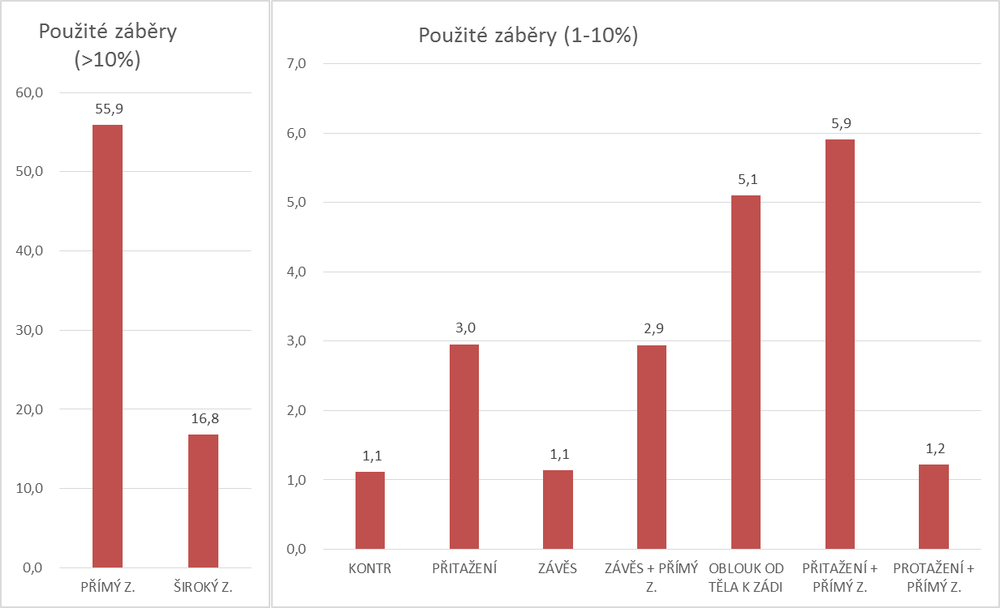 Použité záběry
(>10%)
60,0
50,0
40,0
30,0
20,0
10,0
0,0
55,9
16,8
PŘÍMÝ Z.
ŠIROKÝ Z.
Použité záběry (1-10%)
7,0
6,0
5,0
4,0
3,0
2,0
1,0
0,0
1,1
3,0
1,1
2,9
5,1
5,9
1,2
KONTR
PŘITAŽENÍ
ZÁVĚS
ZÁVĚS + PŘÍMÝ
Z.
OBLOUK OD
TĚLA K ZÁDI
PŘITAŽENÍ +
PŘÍMÝ Z.
PROTAŽENÍ +
PŘÍMÝ Z.